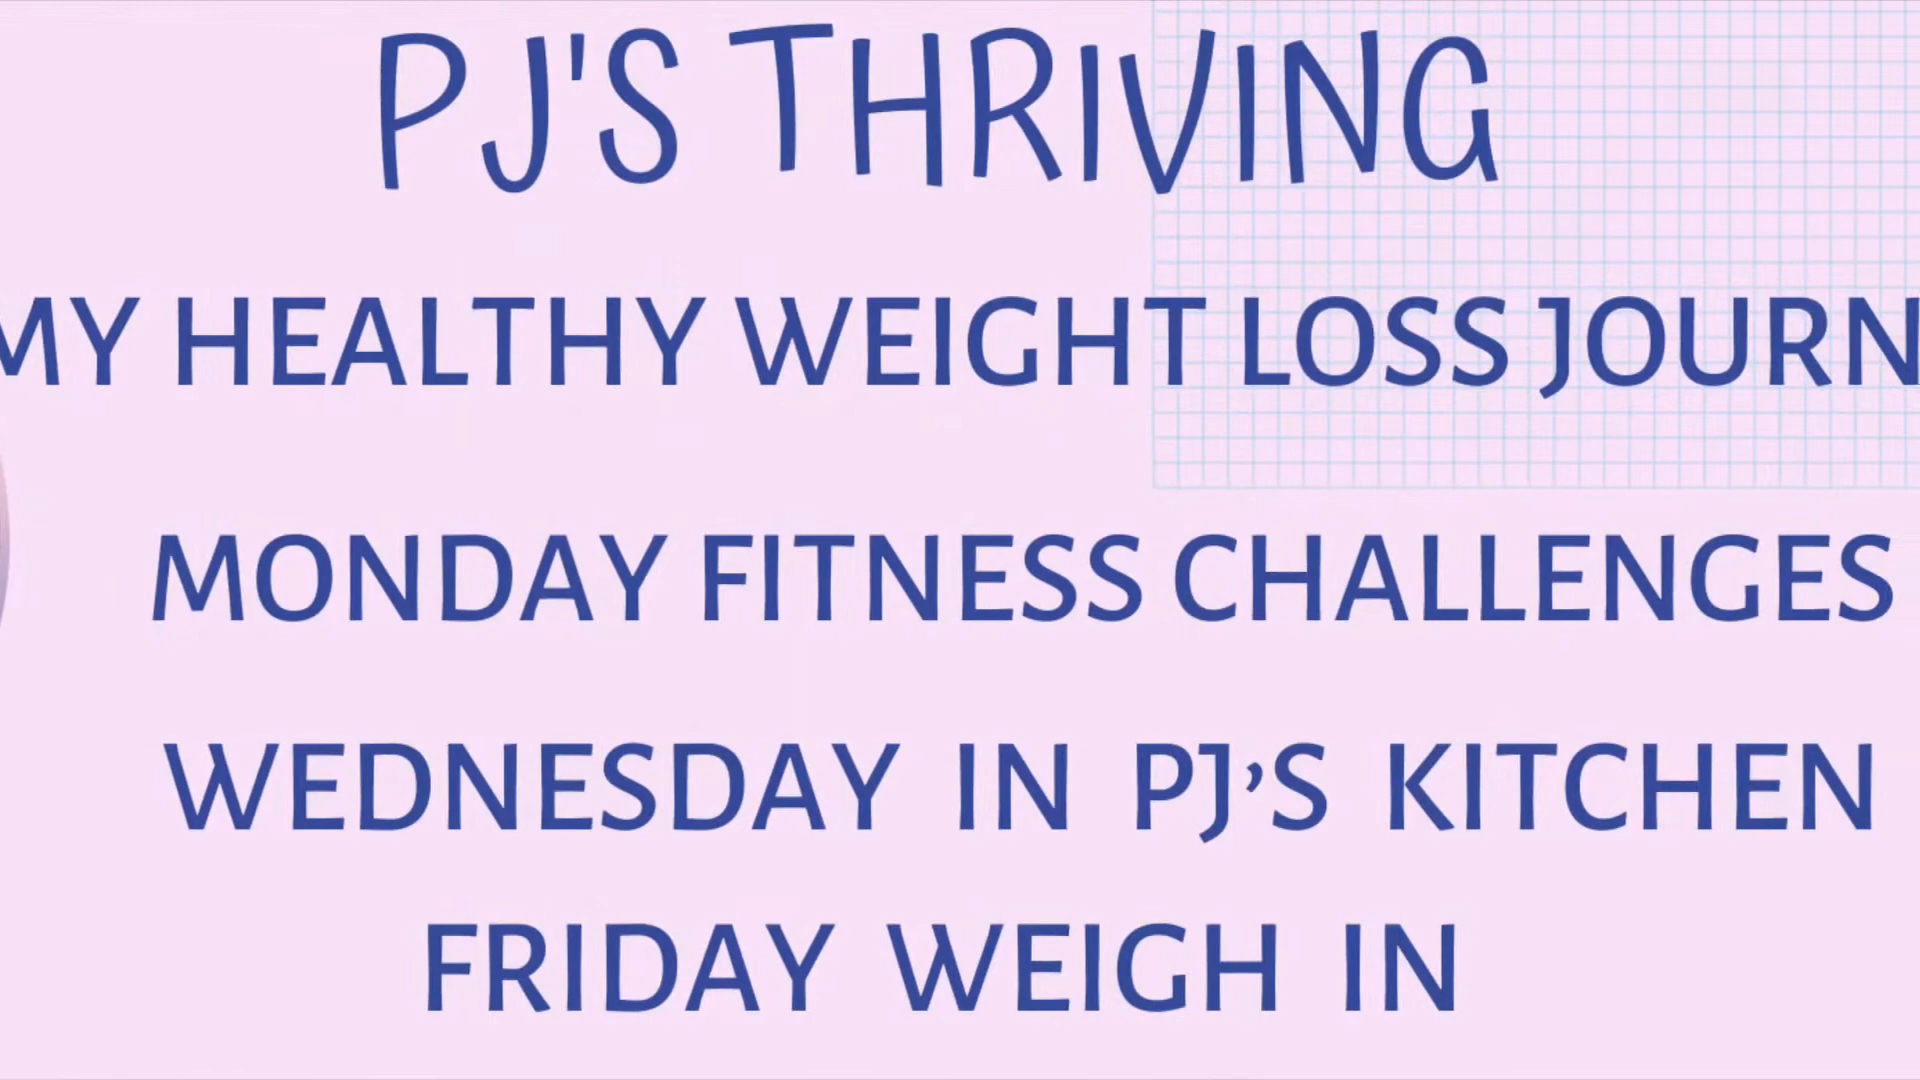 PJ'S THRIVING
MY HEALTHY WEIGHT LOSS JOURN
MONDAY FITNESS CHALLENGES
WEDNESDAY IN PJ’S KITCHEN
FRIDAY WEIGH IN